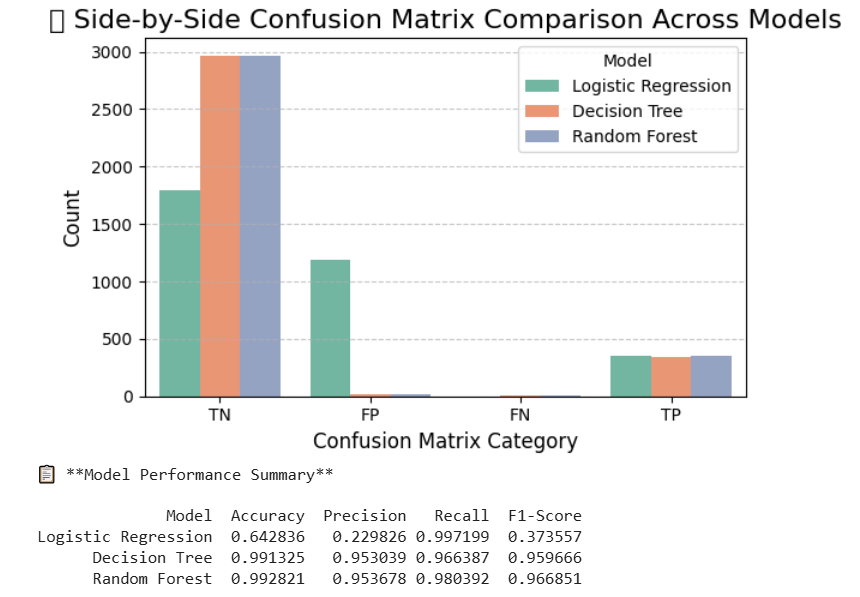 Side-by-Side Confusion Matrix Comparison Across Models
3000
2500
2000
1500
1000
500
0
Count
Model
Logistic Regression
Decision Tree
Random Forest
TN FP FN TP
Confusion Matrix Category
📋 **Model Performance Summary**
Model Accuracy Precision Recall F1-Score
Logistic Regression 0.642836 0.229826 0.997199 0.373557
Decision Tree 0.991325 0.953039 0.966387 0.959666
Random Forest 0.992821 0.953678 0.980392 0.966851